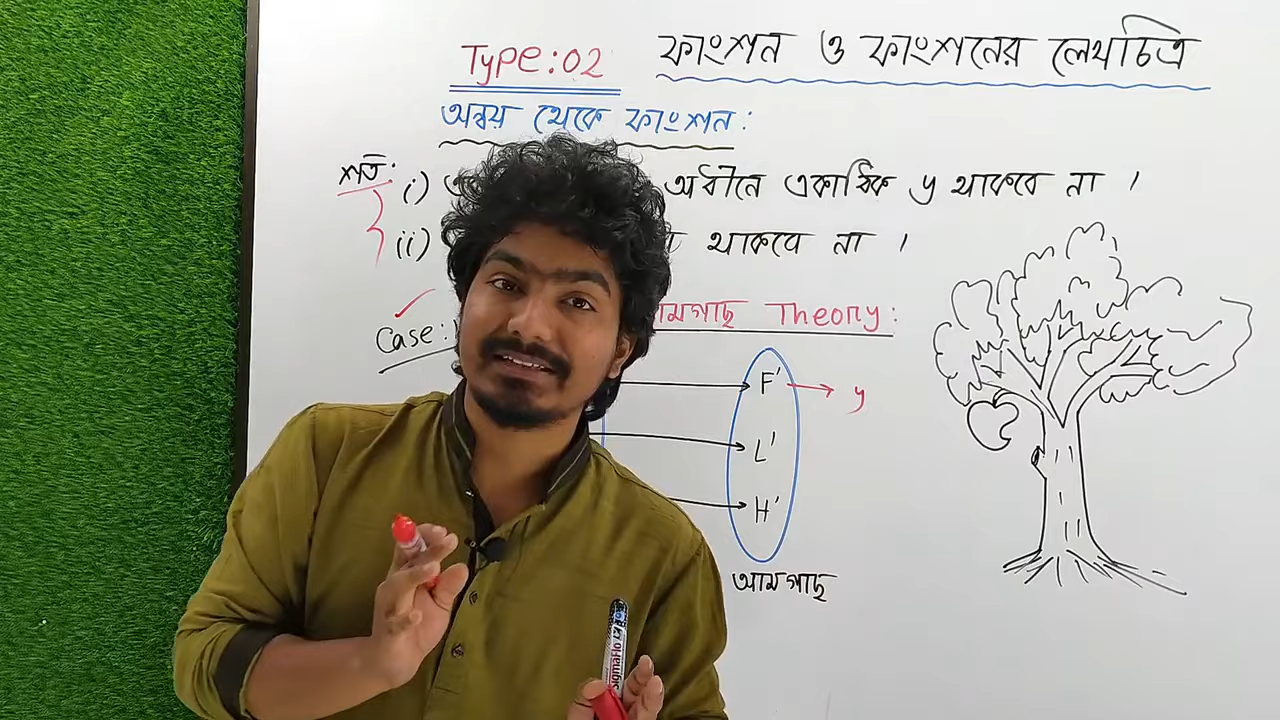 Type:02 ফাংশন ও ফাংশনের লেখচিত্র
অন্বয় থেকে ফাংশন:
শর্ত: i) অধীনে একাধিক y থাকবে না ।
ii) থাকবে না ।
Case: আমগাছ Theory:
F' y
L'
H'
আমগাছ